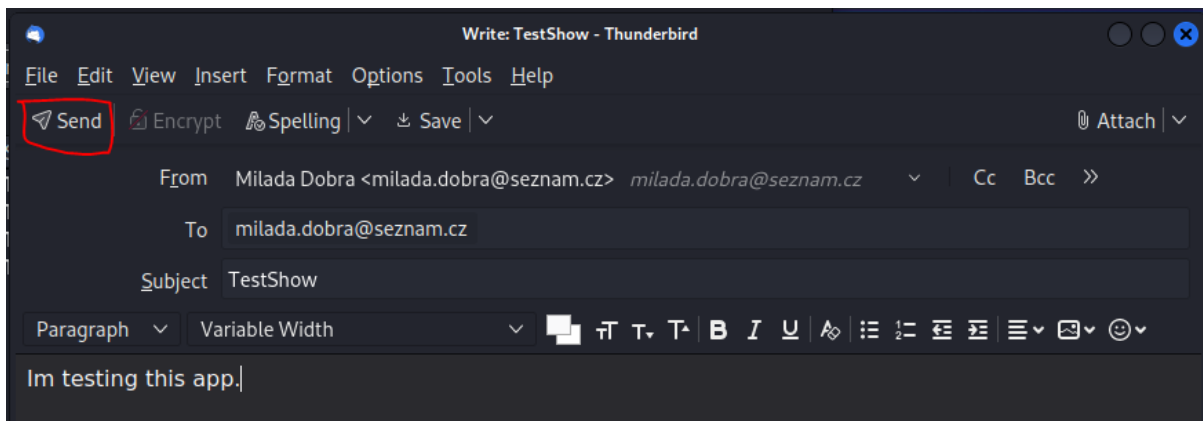 Write: TestShow - Thunderbird
File Edit View Insert Format Options Tools Help
Send Encrypt Spelling Save Attach
From Milada Dobra <milada.dobra@seznam.cz> milada.dobra@seznam.cz Cc Bcc
To milada.dobra@seznam.cz
Subject TestShow
Paragraph Variable Width B I U
Im testing this app.